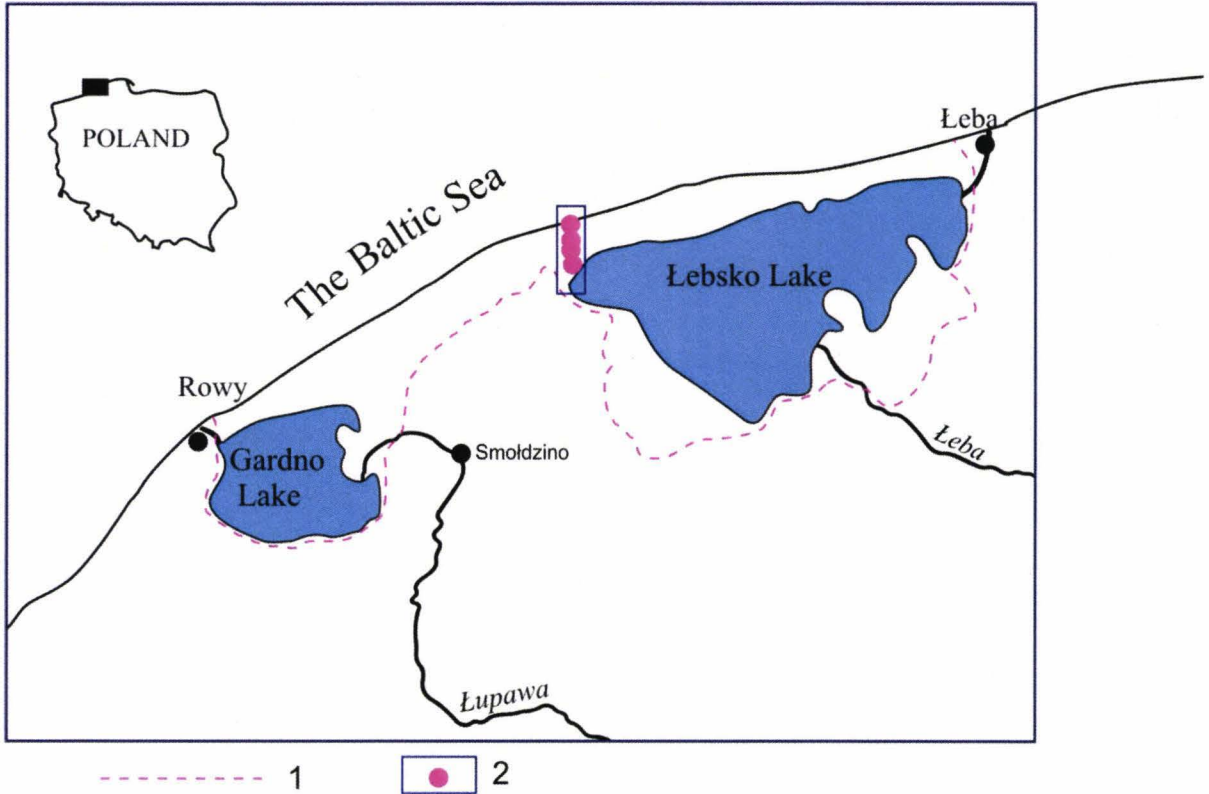 POLAND
The Baltic Sea
Łeba
Łebsko Lake
Rowy
Gardno
Lake
Smołdzino
Łeba
Łupawa
1
2